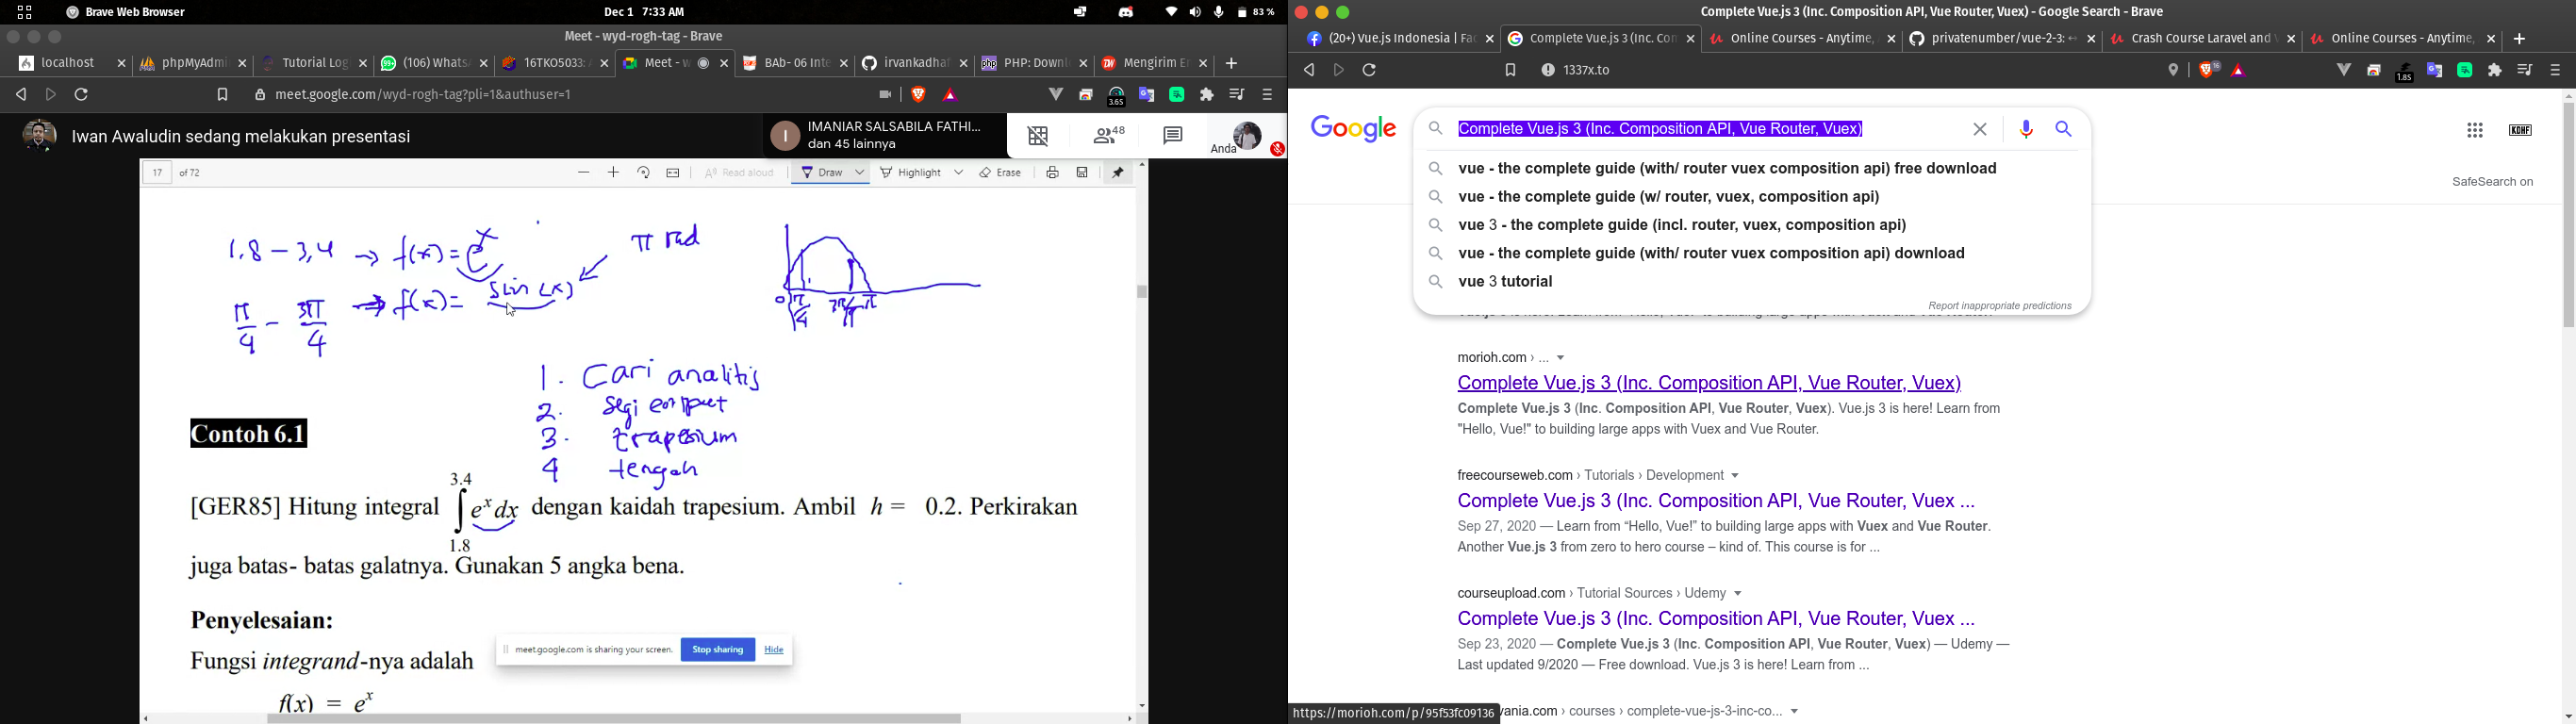 Brave Web Browser
Dec 1 7:33 AM
83 %
Meet - wyd-rogh-tag - Brave
localhost
phpMyAdmi
Tutorial Log
(106) Whats
16TKO5033:
Meet - w
BAb- 06 Inte
irvankadhaf
PHP: Downl
Mengirim E
meet.google.com/wyd-rogh-tag?pli=1&authuser=1
3.6S
Iwan Awaludin sedang melakukan presentasi
I
IMANIAR SALSABILA FATHI...
dan 45 lainnya
48
Anda
17 of 72
Read aloud
Draw
Highlight
Erase
1,8 - 3,4 → f(x) = e^x
π rad
π/4 - 3π/4 → f(x) = sin (x)
0 π/4 3π/4 π
1. Cari analitis
2. segi empat
3. trapesium
4 tengah
Contoh 6.1
[GER85] Hitung integral ∫ 1.8 3.4 e^x dx dengan kaidah trapesium. Ambil h = 0.2. Perkirakan
juga batas- batas galatnya. Gunakan 5 angka bena.
Penyelesaian:
Fungsi integrand-nya adalah
f(x) = e^x
meet.google.com is sharing your screen.
Stop sharing
Hide
Complete Vue.js 3 (Inc. Composition API, Vue Router, Vuex) - Google Search - Brave
(20+) Vue.js Indonesia | Fac
Complete Vue.js 3 (Inc. Con
Online Courses - Anytime,
privatenumber/vue-2-3:
Crash Course Laravel and
Online Courses - Anytime,
1337x.to
16
1.8S
Google
Complete Vue.js 3 (Inc. Composition API, Vue Router, Vuex)
KDHF
vue - the complete guide (with/ router vuex composition api) free download
vue - the complete guide (w/ router, vuex, composition api)
vue 3 - the complete guide (incl. router, vuex, composition api)
vue - the complete guide (with/ router vuex composition api) download
vue 3 tutorial
Report inappropriate predictions
SafeSearch on
morioh.com › ...
Complete Vue.js 3 (Inc. Composition API, Vue Router, Vuex)
Complete Vue.js 3 (Inc. Composition API, Vue Router, Vuex). Vue.js 3 is here! Learn from
"Hello, Vue!" to building large apps with Vuex and Vue Router.
freecourseweb.com › Tutorials › Development
Complete Vue.js 3 (Inc. Composition API, Vue Router, Vuex ...
Sep 27, 2020 — Learn from “Hello, Vue!” to building large apps with Vuex and Vue Router.
Another Vue.js 3 from zero to hero course – kind of. This course is for ...
courseupload.com › Tutorial Sources › Udemy
Complete Vue.js 3 (Inc. Composition API, Vue Router, Vuex ...
Sep 23, 2020 — Complete Vue.js 3 (Inc. Composition API, Vue Router, Vuex) — Udemy —
Last updated 9/2020 — Free download. Vue.js 3 is here! Learn from ...
https://morioh.com/p/95f53fc09136
vania.com › courses › complete-vue-js-3-inc-co...